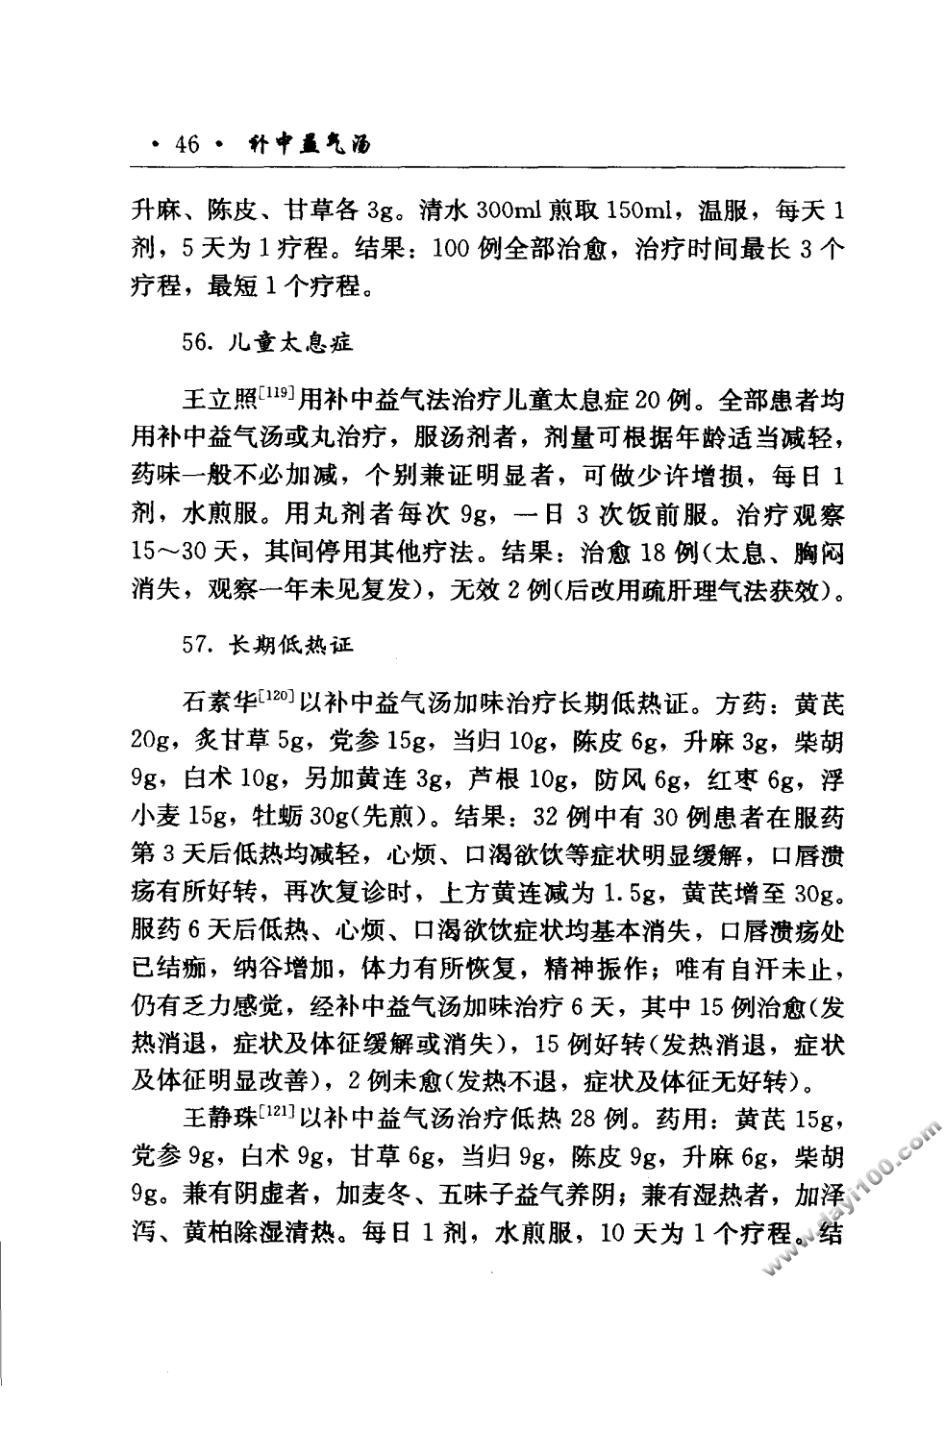 · 46 · 补中益气汤
升麻、陈皮、甘草各 3g。清水 300ml 煎取 150ml，温服，每天 1
剂，5 天为 1 疗程。结果：100 例全部治愈，治疗时间最长 3 个
疗程，最短 1 个疗程。
56. 儿童太息症
王立照[119]用补中益气法治疗儿童太息症 20 例。全部患者均
用补中益气汤或丸治疗，服汤剂者，剂量可根据年龄适当减轻，
药味一般不必加减，个别兼证明显者，可做少许增损，每日 1
剂，水煎服。用丸剂者每次 9g，一日 3 次饭前服。治疗观察
15～30 天，其间停用其他疗法。结果：治愈 18 例(太息、胸闷
消失，观察一年未见复发)，无效 2 例(后改用疏肝理气法获效)。
57. 长期低热证
石素华[120]以补中益气汤加味治疗长期低热证。方药：黄芪
20g，炙甘草 5g，党参 15g，当归 10g，陈皮 6g，升麻 3g，柴胡
9g，白术 10g，另加黄连 3g，芦根 10g，防风 6g，红枣 6g，浮
小麦 15g，牡蛎 30g(先煎)。结果：32 例中有 30 例患者在服药
第 3 天后低热均减轻，心烦、口渴欲饮等症状明显缓解，口唇溃
疡有所好转，再次复诊时，上方黄连减为 1.5g，黄芪增至 30g。
服药 6 天后低热、心烦、口渴欲饮症状均基本消失，口唇溃疡处
已结痂，纳谷增加，体力有所恢复，精神振作；唯有自汗未止，
仍有乏力感觉，经补中益气汤加味治疗 6 天，其中 15 例治愈(发
热消退，症状及体征缓解或消失)，15 例好转(发热消退，症状
及体征明显改善)，2 例未愈(发热不退，症状及体征无好转)。
王静珠[121]以补中益气汤治疗低热 28 例。药用：黄芪 15g，
党参 9g，白术 9g，甘草 6g，当归 9g，陈皮 9g，升麻 6g，柴胡
9g。兼有阴虚者，加麦冬、五味子益气养阴；兼有湿热者，加泽
泻、黄柏除湿清热。每日 1 剂，水煎服，10 天为 1 个疗程。结
www.dayi100.com